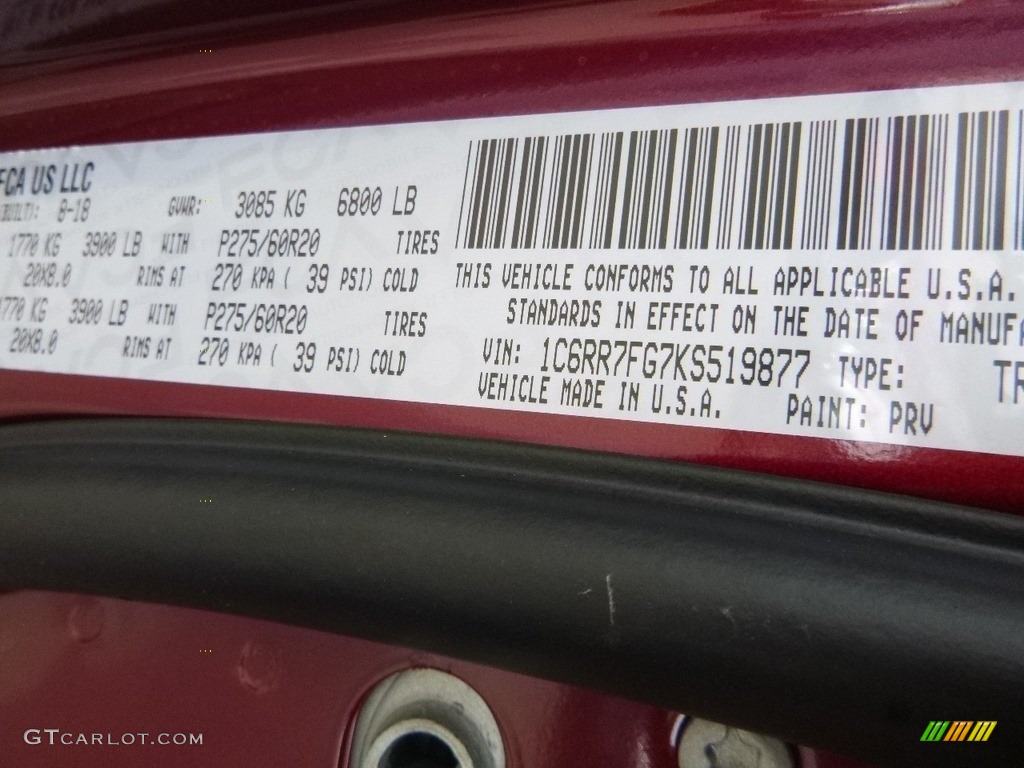 FCA US LLC
BUILT): 8-18 GVWR: 3085 KG 6800 LB
1770 KG 3900 LB WITH P275/60R20 TIRES
20X8.0 RIMS AT 270 KPA ( 39 PSI) COLD
1770 KG 3900 LB WITH P275/60R20 TIRES
20X8.0 RIMS AT 270 KPA ( 39 PSI) COLD
THIS VEHICLE CONFORMS TO ALL APPLICABLE U.S.A.
STANDARDS IN EFFECT ON THE DATE OF MANUFA
VIN: 1C6RR7FG7KS519877 TYPE: TR
VEHICLE MADE IN U.S.A. PAINT: PRV
GTCARLOT.COM